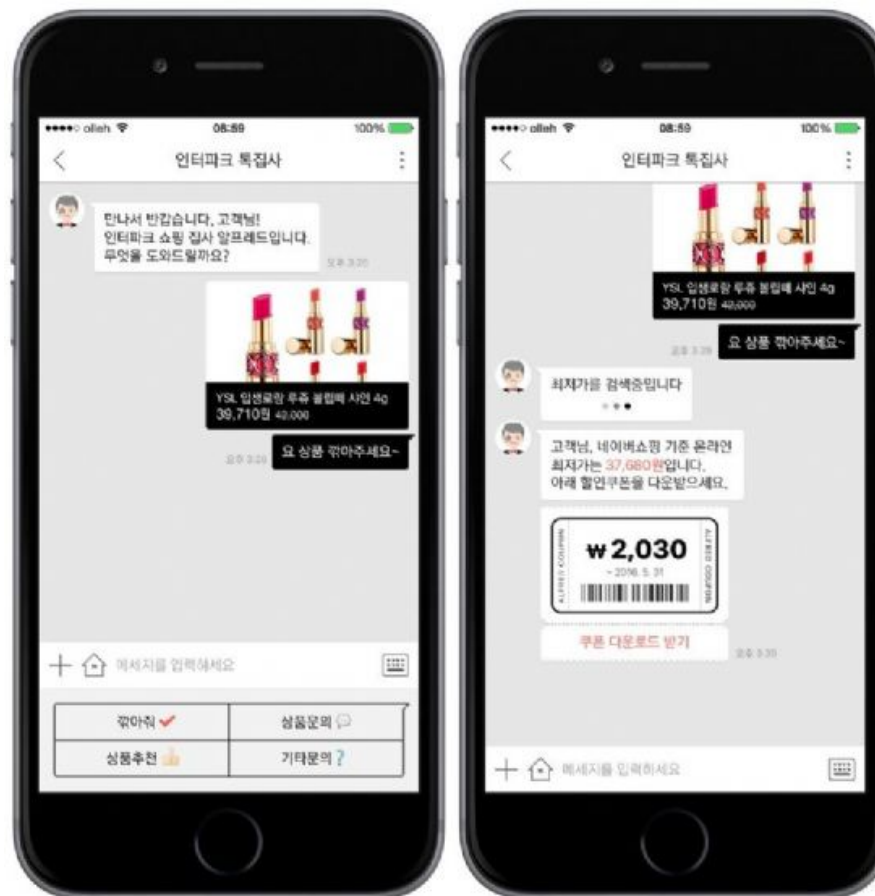 olleh
08:59
100%
인터파크 톡집사
만나서 반갑습니다, 고객님!
인터파크 쇼핑 집사 알프레드입니다.
무엇을 도와드릴까요?
YSL 입생로랑 루쥬 볼립떼 샤인 4g
39,710원 42,000
요 상품 깎아주세요~
메세지를 입력하세요
깎아줘
상품문의
상품추천
기타문의 ?
olleh
08:59
100%
인터파크 톡집사
YSL 입생로랑 루쥬 볼립떼 샤인 4g
39,710원 42,000
요 상품 깎아주세요~
최저가를 검색중입니다
고객님, 네이버쇼핑 기준 온라인
최저가는 37,680원입니다.
아래 할인쿠폰을 다운받으세요.
ALFRED COUPON
₩2,030
~ 2016. 5. 31
ALFRED COUPON
쿠폰 다운로드 받기
메세지를 입력하세요